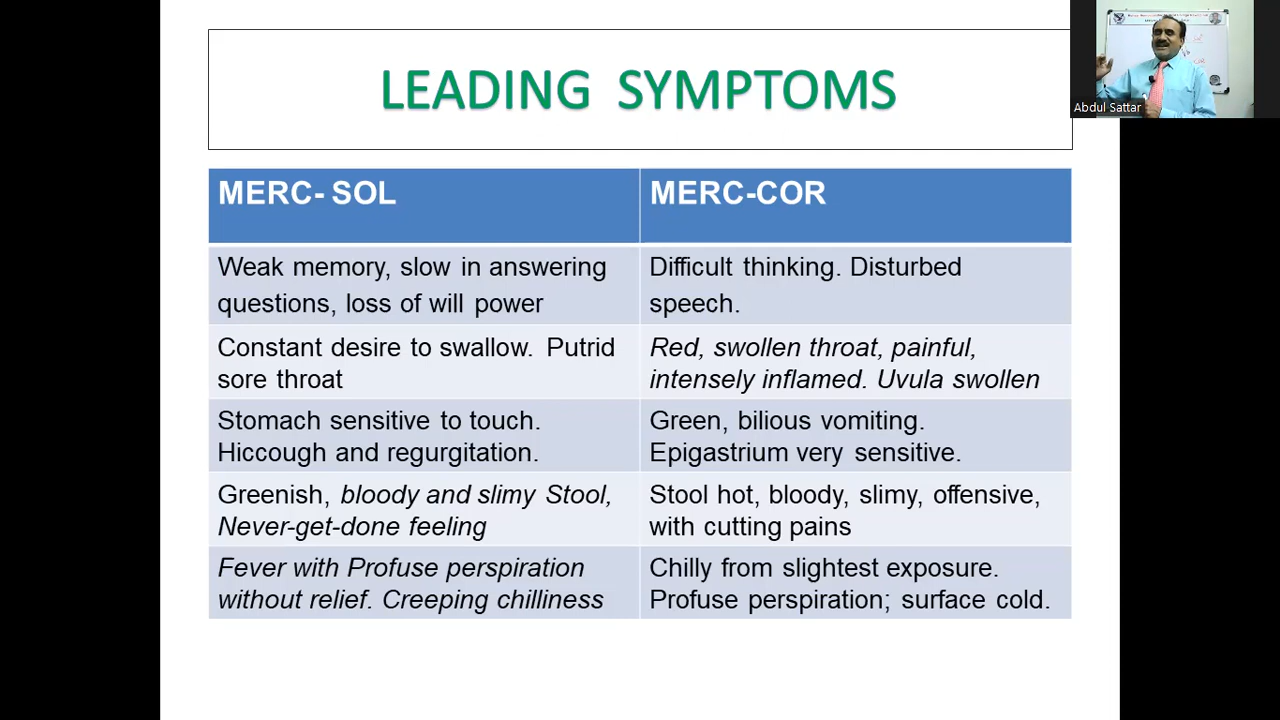 LEADING SYMPTOMS
Abdul Sattar
MERC- SOL
MERC-COR
Weak memory, slow in answering
questions, loss of will power
Difficult thinking. Disturbed
speech.
Constant desire to swallow. Putrid
sore throat
Red, swollen throat, painful,
intensely inflamed. Uvula swollen
Stomach sensitive to touch.
Hiccough and regurgitation.
Green, bilious vomiting.
Epigastrium very sensitive.
Greenish, bloody and slimy Stool,
Never-get-done feeling
Stool hot, bloody, slimy, offensive,
with cutting pains
Fever with Profuse perspiration
without relief. Creeping chilliness
Chilly from slightest exposure.
Profuse perspiration; surface cold.